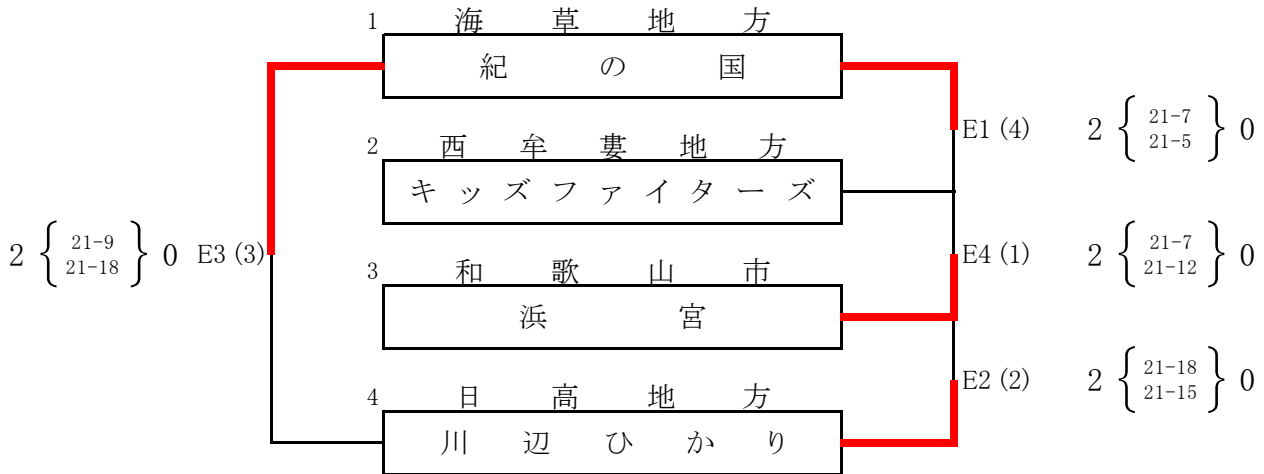 1 海草地方
紀の国
2 西牟婁地方
キッズファイターズ
3 和歌山市
浜宮
4 日高地方
川辺ひかり
2 { 21-9 21-18 } 0 E3 (3)
E1 (4) 2 { 21-7 21-5 } 0
E4 (1) 2 { 21-7 21-12 } 0
E2 (2) 2 { 21-18 21-15 } 0